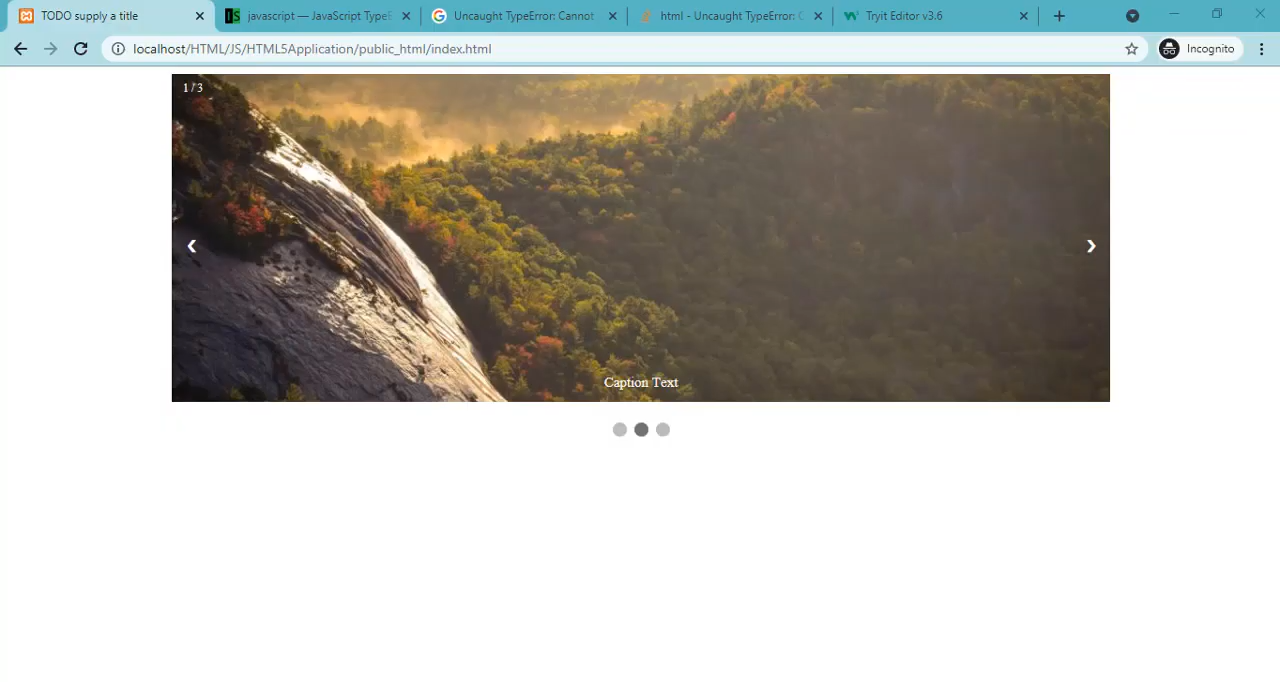 TODO supply a title
javascript — JavaScript TypeE
Uncaught TypeError: Cannot
html - Uncaught TypeError: C
Tryit Editor v3.6
localhost/HTML/JS/HTML5Application/public_html/index.html
Incognito
1 / 3
❮
❯
Caption Text